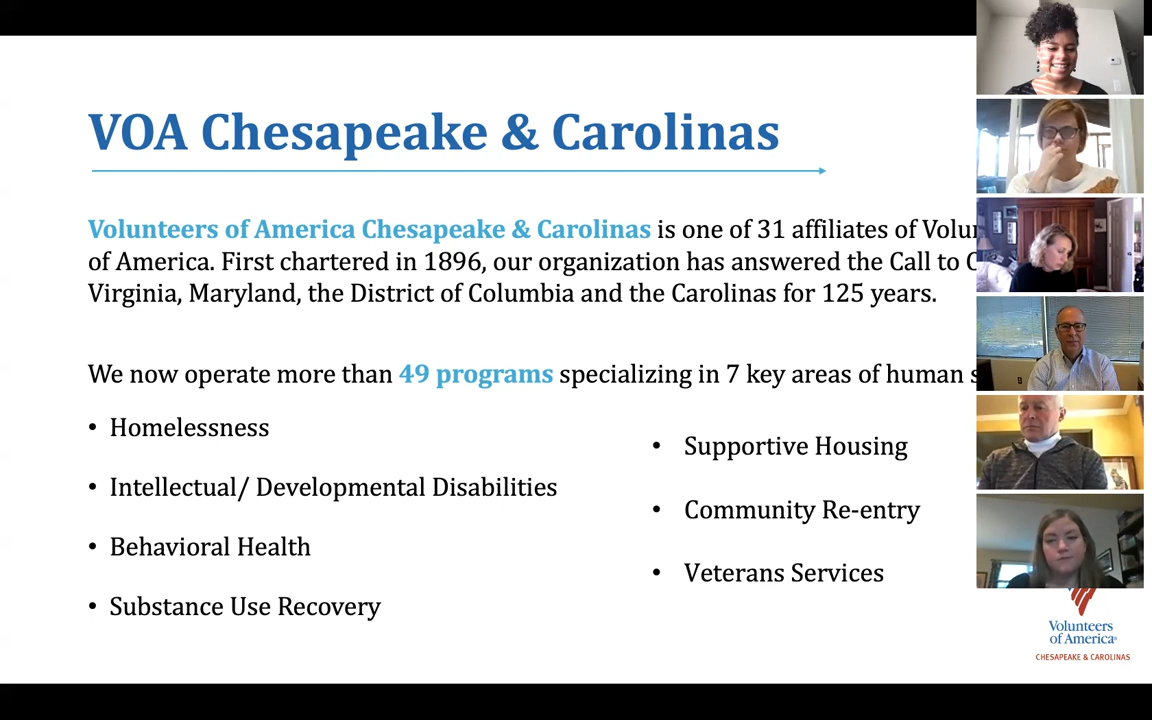 VOA Chesapeake & Carolinas
Volunteers of America Chesapeake & Carolinas is one of 31 affiliates of
of America. First chartered in 1896, our organization has answered the Call to
Virginia, Maryland, the District of Columbia and the Carolinas for 125 years.
We now operate more than 49 programs specializing in 7 key areas of human
• Homelessness
• Intellectual/ Developmental Disabilities
• Behavioral Health
• Substance Use Recovery
• Supportive Housing
• Community Re-entry
• Veterans Services
Volunteers
of America®
CHESAPEAKE & CAROLINAS